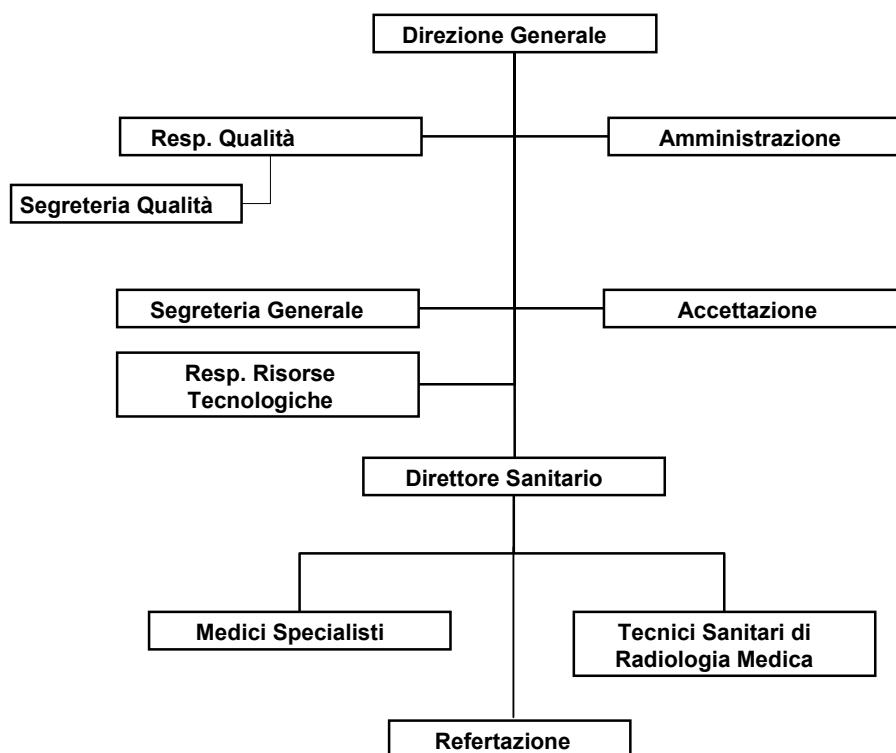 Direzione Generale
Resp. Qualità
Amministrazione
Segreteria Qualità
Segreteria Generale
Accettazione
Resp. Risorse
Tecnologiche
Direttore Sanitario
Medici Specialisti
Tecnici Sanitari di
Radiologia Medica
Refertazione